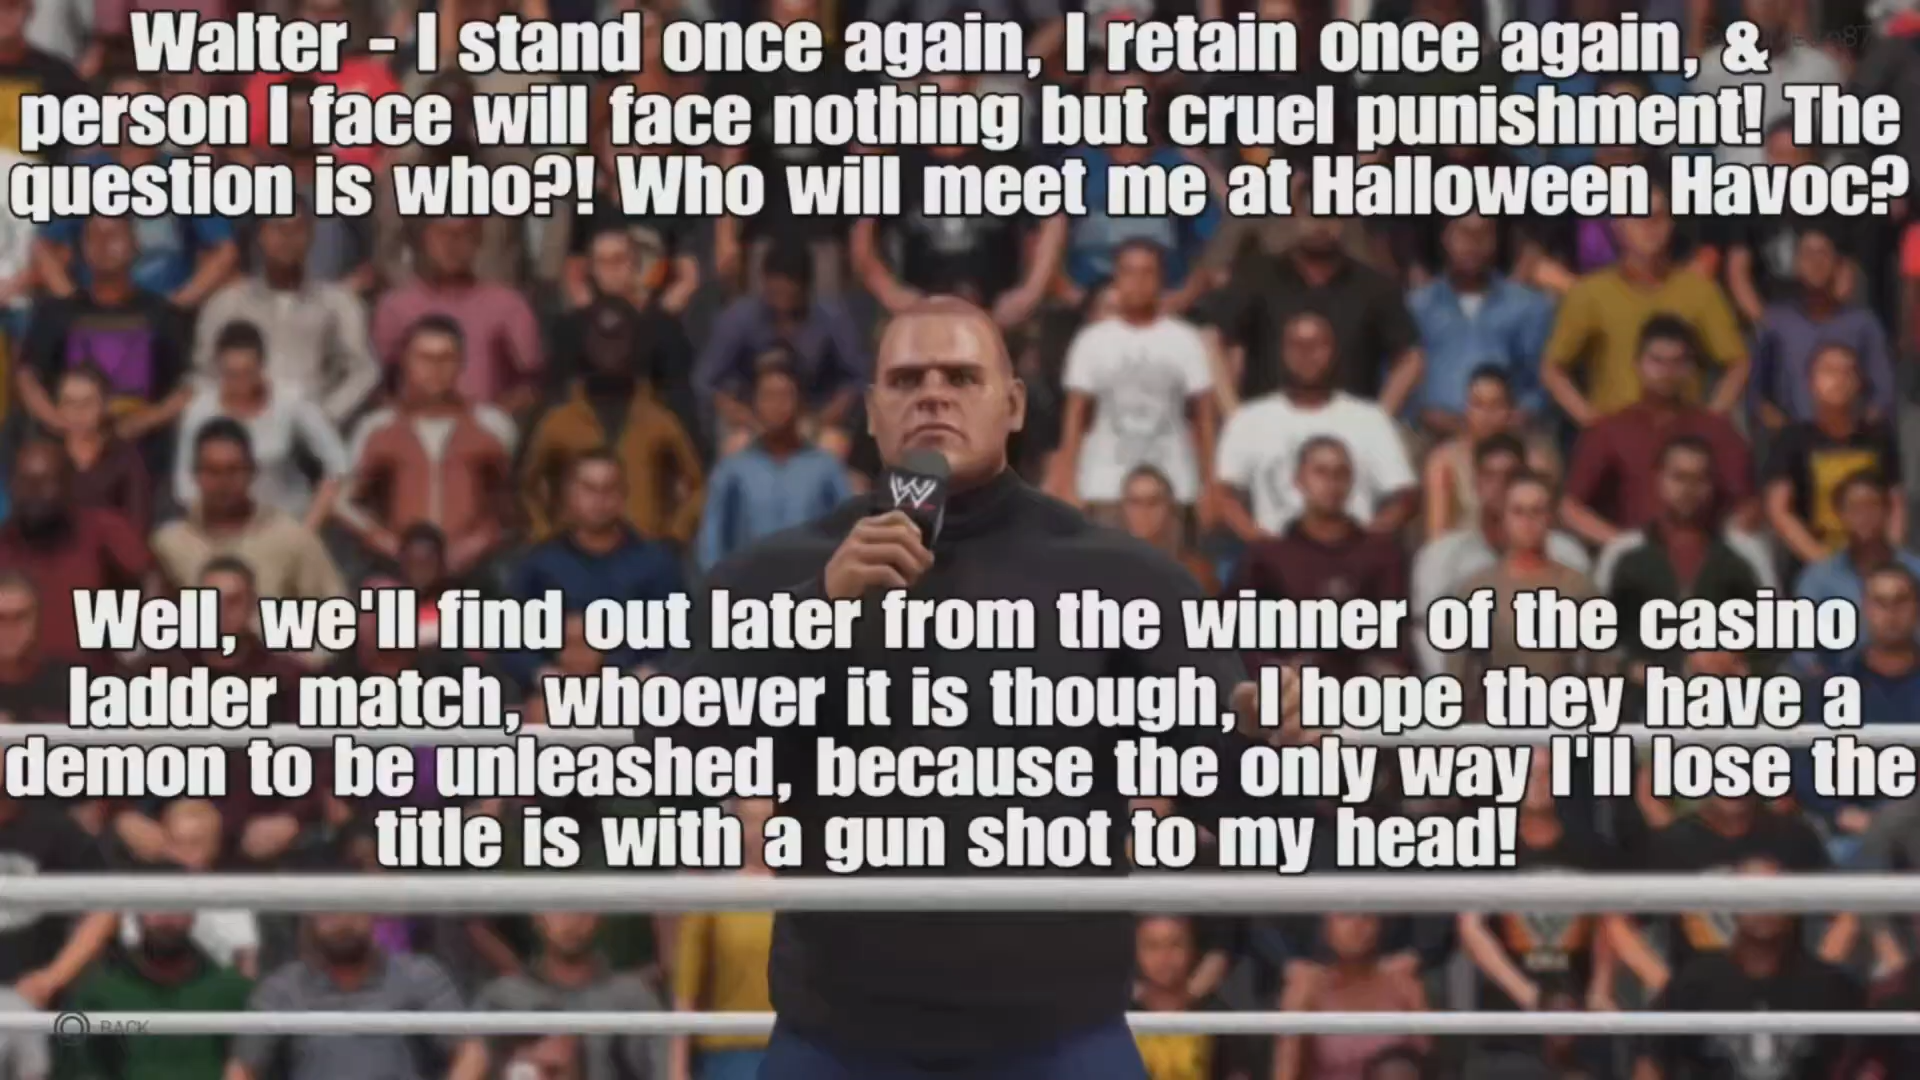 Walter - I stand once again, I retain once again, &
person I face will face nothing but cruel punishment! The
question is who?! Who will meet me at Halloween Havoc?
W
Well, we'll find out later from the winner of the casino
ladder match, whoever it is though, I hope they have a
demon to be unleashed, because the only way I'll lose the
title is with a gun shot to my head!
BACK